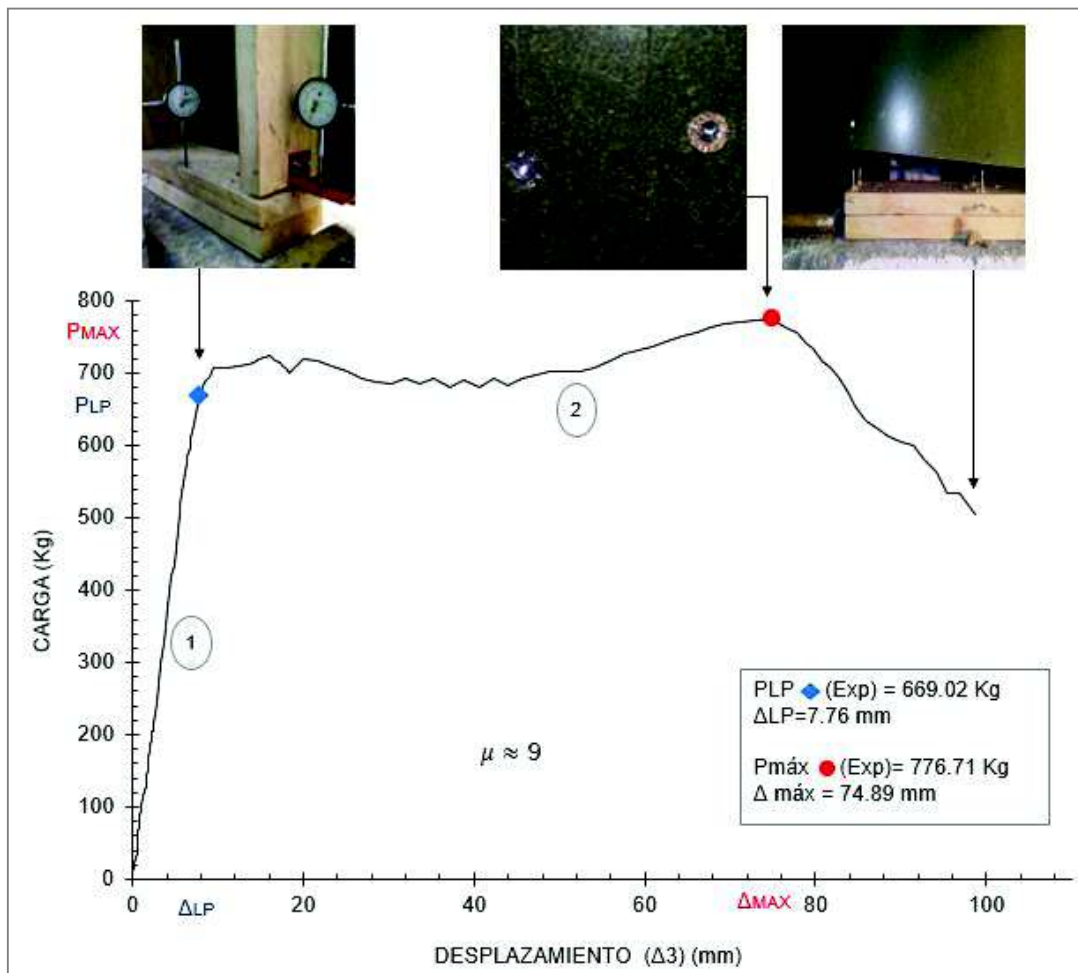 800
PMAX
700
PLP
600
500
400
300
200
100
0
CARGA (Kg)
1
2
μ ≈ 9
PLP (Exp) = 669.02 Kg
ΔLP=7.76 mm
Pmáx (Exp)= 776.71 Kg
Δ máx = 74.89 mm
0 20 40 60 80 100
ΔLP ΔMAX
DESPLAZAMIENTO (Δ3) (mm)